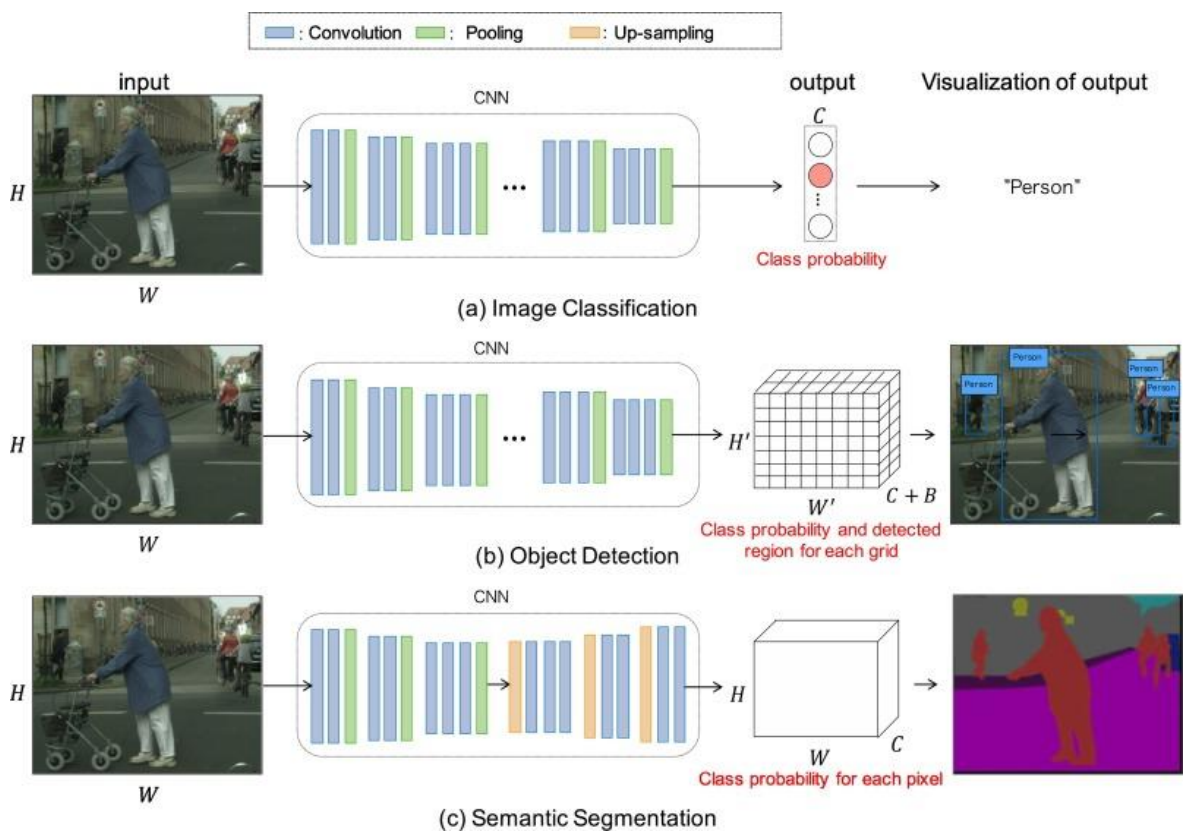 : Convolution : Pooling : Up-sampling
input CNN output Visualization of output
C
H
"Person"
W
Class probability
(a) Image Classification
CNN
Person
Person
Person
Person
H
H'
C + B
W'
W
Class probability and detected
region for each grid
(b) Object Detection
CNN
H
H
C
W
W
Class probability for each pixel
(c) Semantic Segmentation